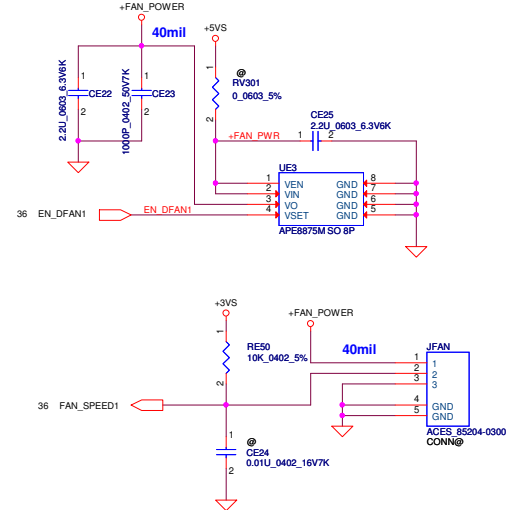 +FAN_POWER
40mil
+5VS
1
2
2.2U_0603_6.3V6K
CE22
1
2
1000P_0402_50V7K
CE23
1
2
@
RV301
0_0603_5%
CE25
2.2U_0603_6.3V6K
+FAN_PWR
1
2
UE3
1 VEN GND 8
2 VIN GND 7
3 VO GND 6
4 VSET GND 5
APE8875M SO 8P
36 EN_DFAN1
EN_DFAN1
+3VS
+FAN_POWER
1
2
RE50
10K_0402_5%
40mil
JFAN
1 1
2 2
3 3
4 GND
5 GND
ACES_85204-0300
CONN@
36 FAN_SPEED1
1
2
@
CE24
0.01U_0402_16V7K